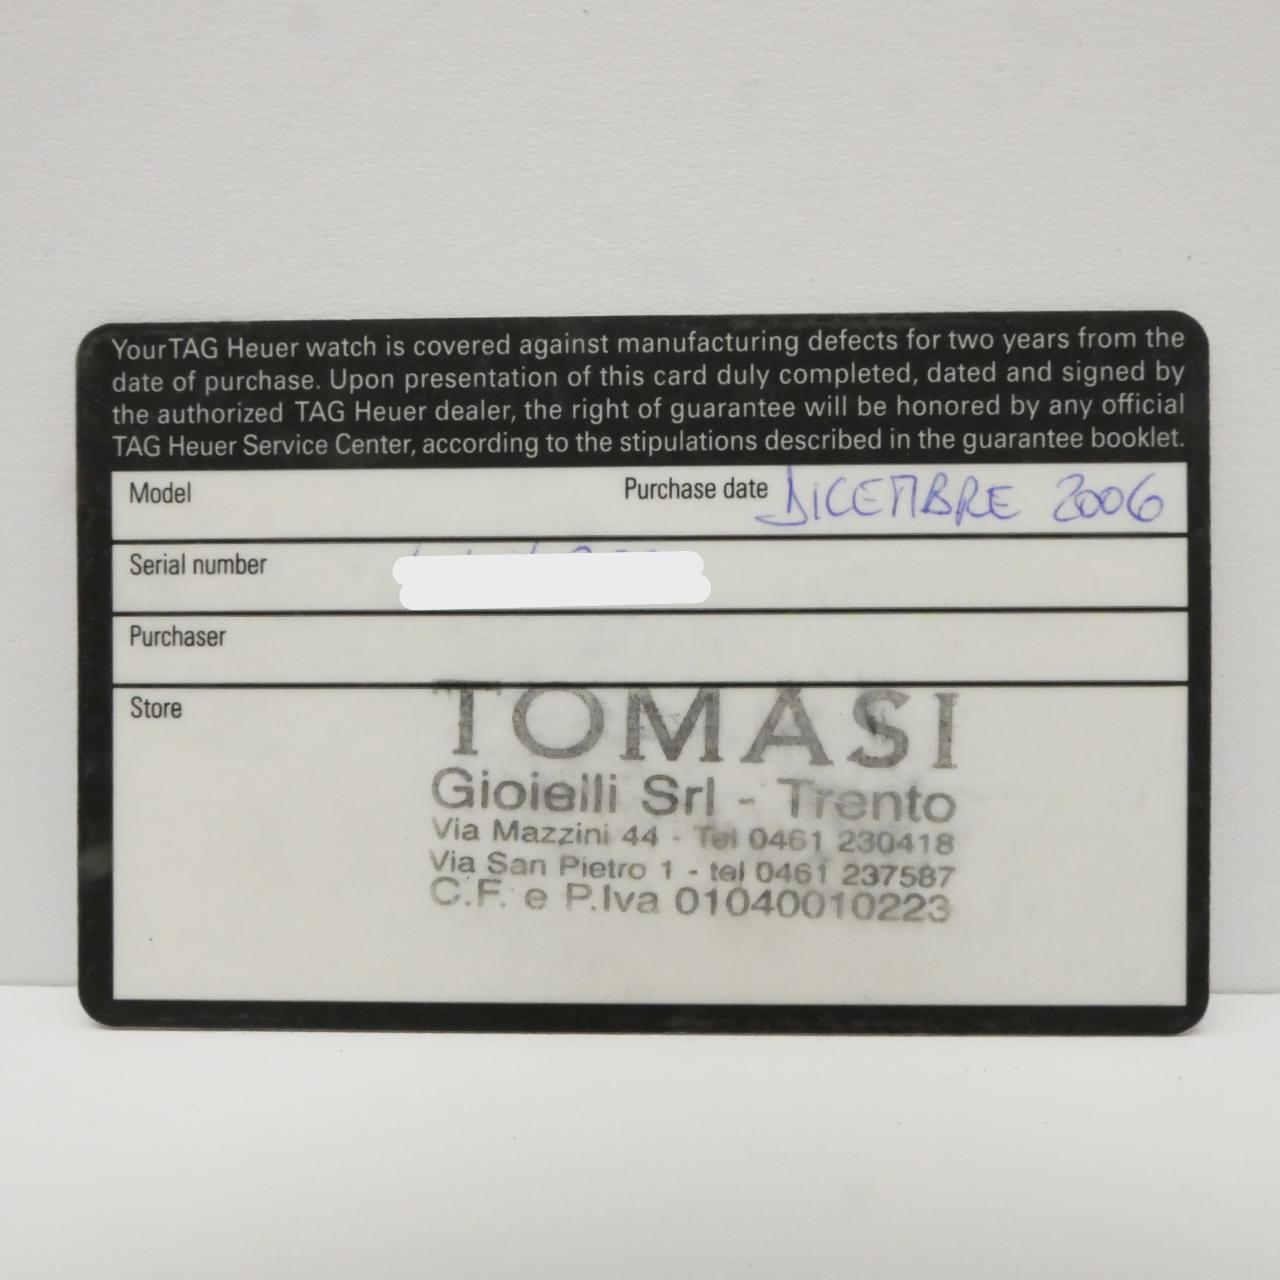 Your TAG Heuer watch is covered against manufacturing defects for two years from the
date of purchase. Upon presentation of this card duly completed, dated and signed by
the authorized TAG Heuer dealer, the right of guarantee will be honored by any official
TAG Heuer Service Center, according to the stipulations described in the guarantee booklet.
Model Purchase date DICEMBRE 2006
Serial number
Purchaser
Store
TOMASI
Gioielli Srl - Trento
Via Mazzini 44 - Tel 0461 230418
Via San Pietro 1 - tel 0461 237587
C.F. e P.Iva 01040010223